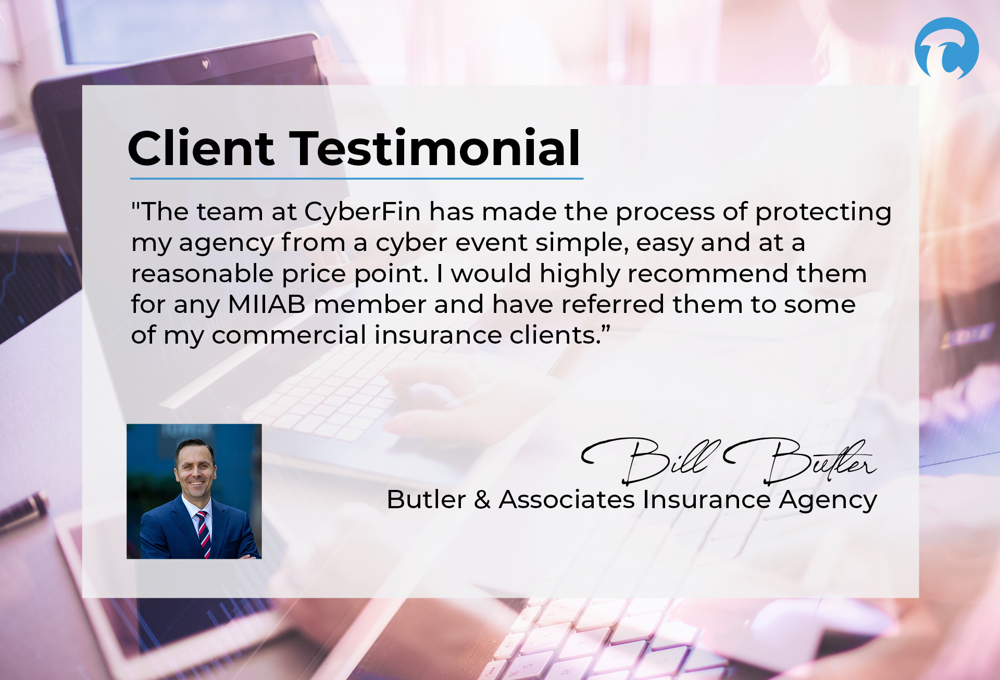 Client Testimonial
"The team at CyberFin has made the process of protecting
my agency from a cyber event simple, easy and at a
reasonable price point. I would highly recommend them
for any MIIAB member and have referred them to some
of my commercial insurance clients.”
Bill Butler
Butler & Associates Insurance Agency